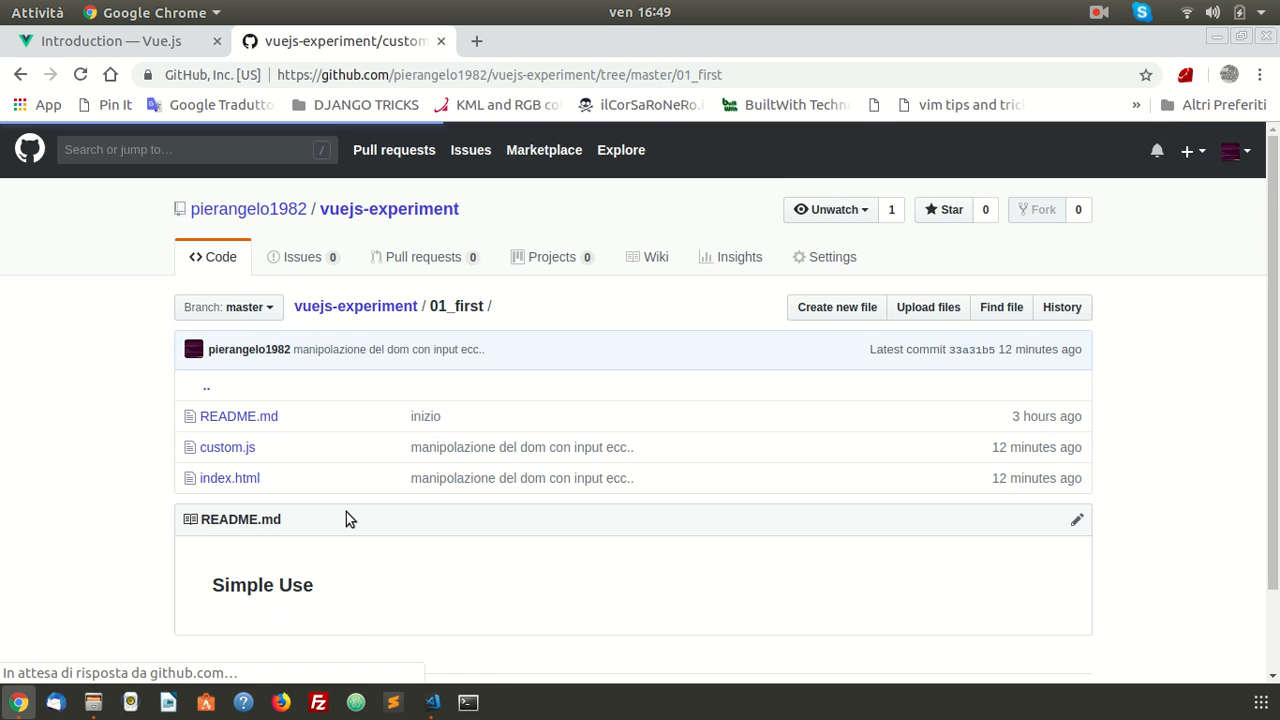 Attività Google Chrome ven 16:49
Introduction — Vue.js vuejs-experiment/custom
GitHub, Inc. [US] https://github.com/pierangelo1982/vuejs-experiment/tree/master/01_first
App Pin It Google Tradutto DJANGO TRICKS KML and RGB co ilCorSaRoNeRo.i BuiltWith Techn vim tips and tric » Altri Preferiti
Search or jump to… / Pull requests Issues Marketplace Explore
pierangelo1982 / vuejs-experiment Unwatch 1 Star 0 Fork 0
Code Issues 0 Pull requests 0 Projects 0 Wiki Insights Settings
Branch: master vuejs-experiment / 01_first / Create new file Upload files Find file History
pierangelo1982 manipolazione del dom con input ecc.. Latest commit 33a31b5 12 minutes ago
..
README.md inizio 3 hours ago
custom.js manipolazione del dom con input ecc.. 12 minutes ago
index.html manipolazione del dom con input ecc.. 12 minutes ago
README.md
Simple Use
In attesa di risposta da github.com…